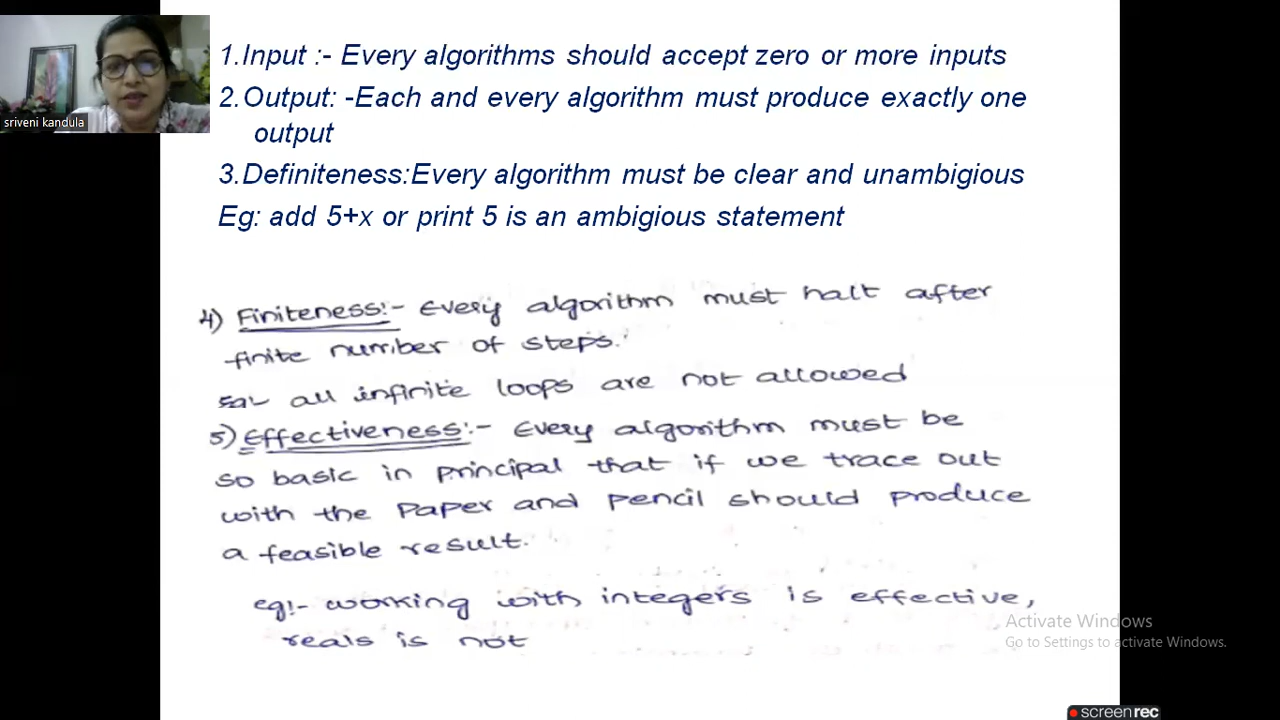 sriveni kandula
1.Input :- Every algorithms should accept zero or more inputs
2.Output: -Each and every algorithm must produce exactly one
output
3.Definiteness:Every algorithm must be clear and unambigious
Eg: add 5+x or print 5 is an ambigious statement
4) Finiteness:- Every algorithm must halt after
finite number of steps.
all infinite loops are not allowed
5) Effectiveness:- Every algorithm must be
so basic in principal that if we trace out
with the paper and pencil should produce
a feasible result.
eg:- working with integers is effective,
reals is not
Activate Windows
Go to Settings to activate Windows.
screenrec